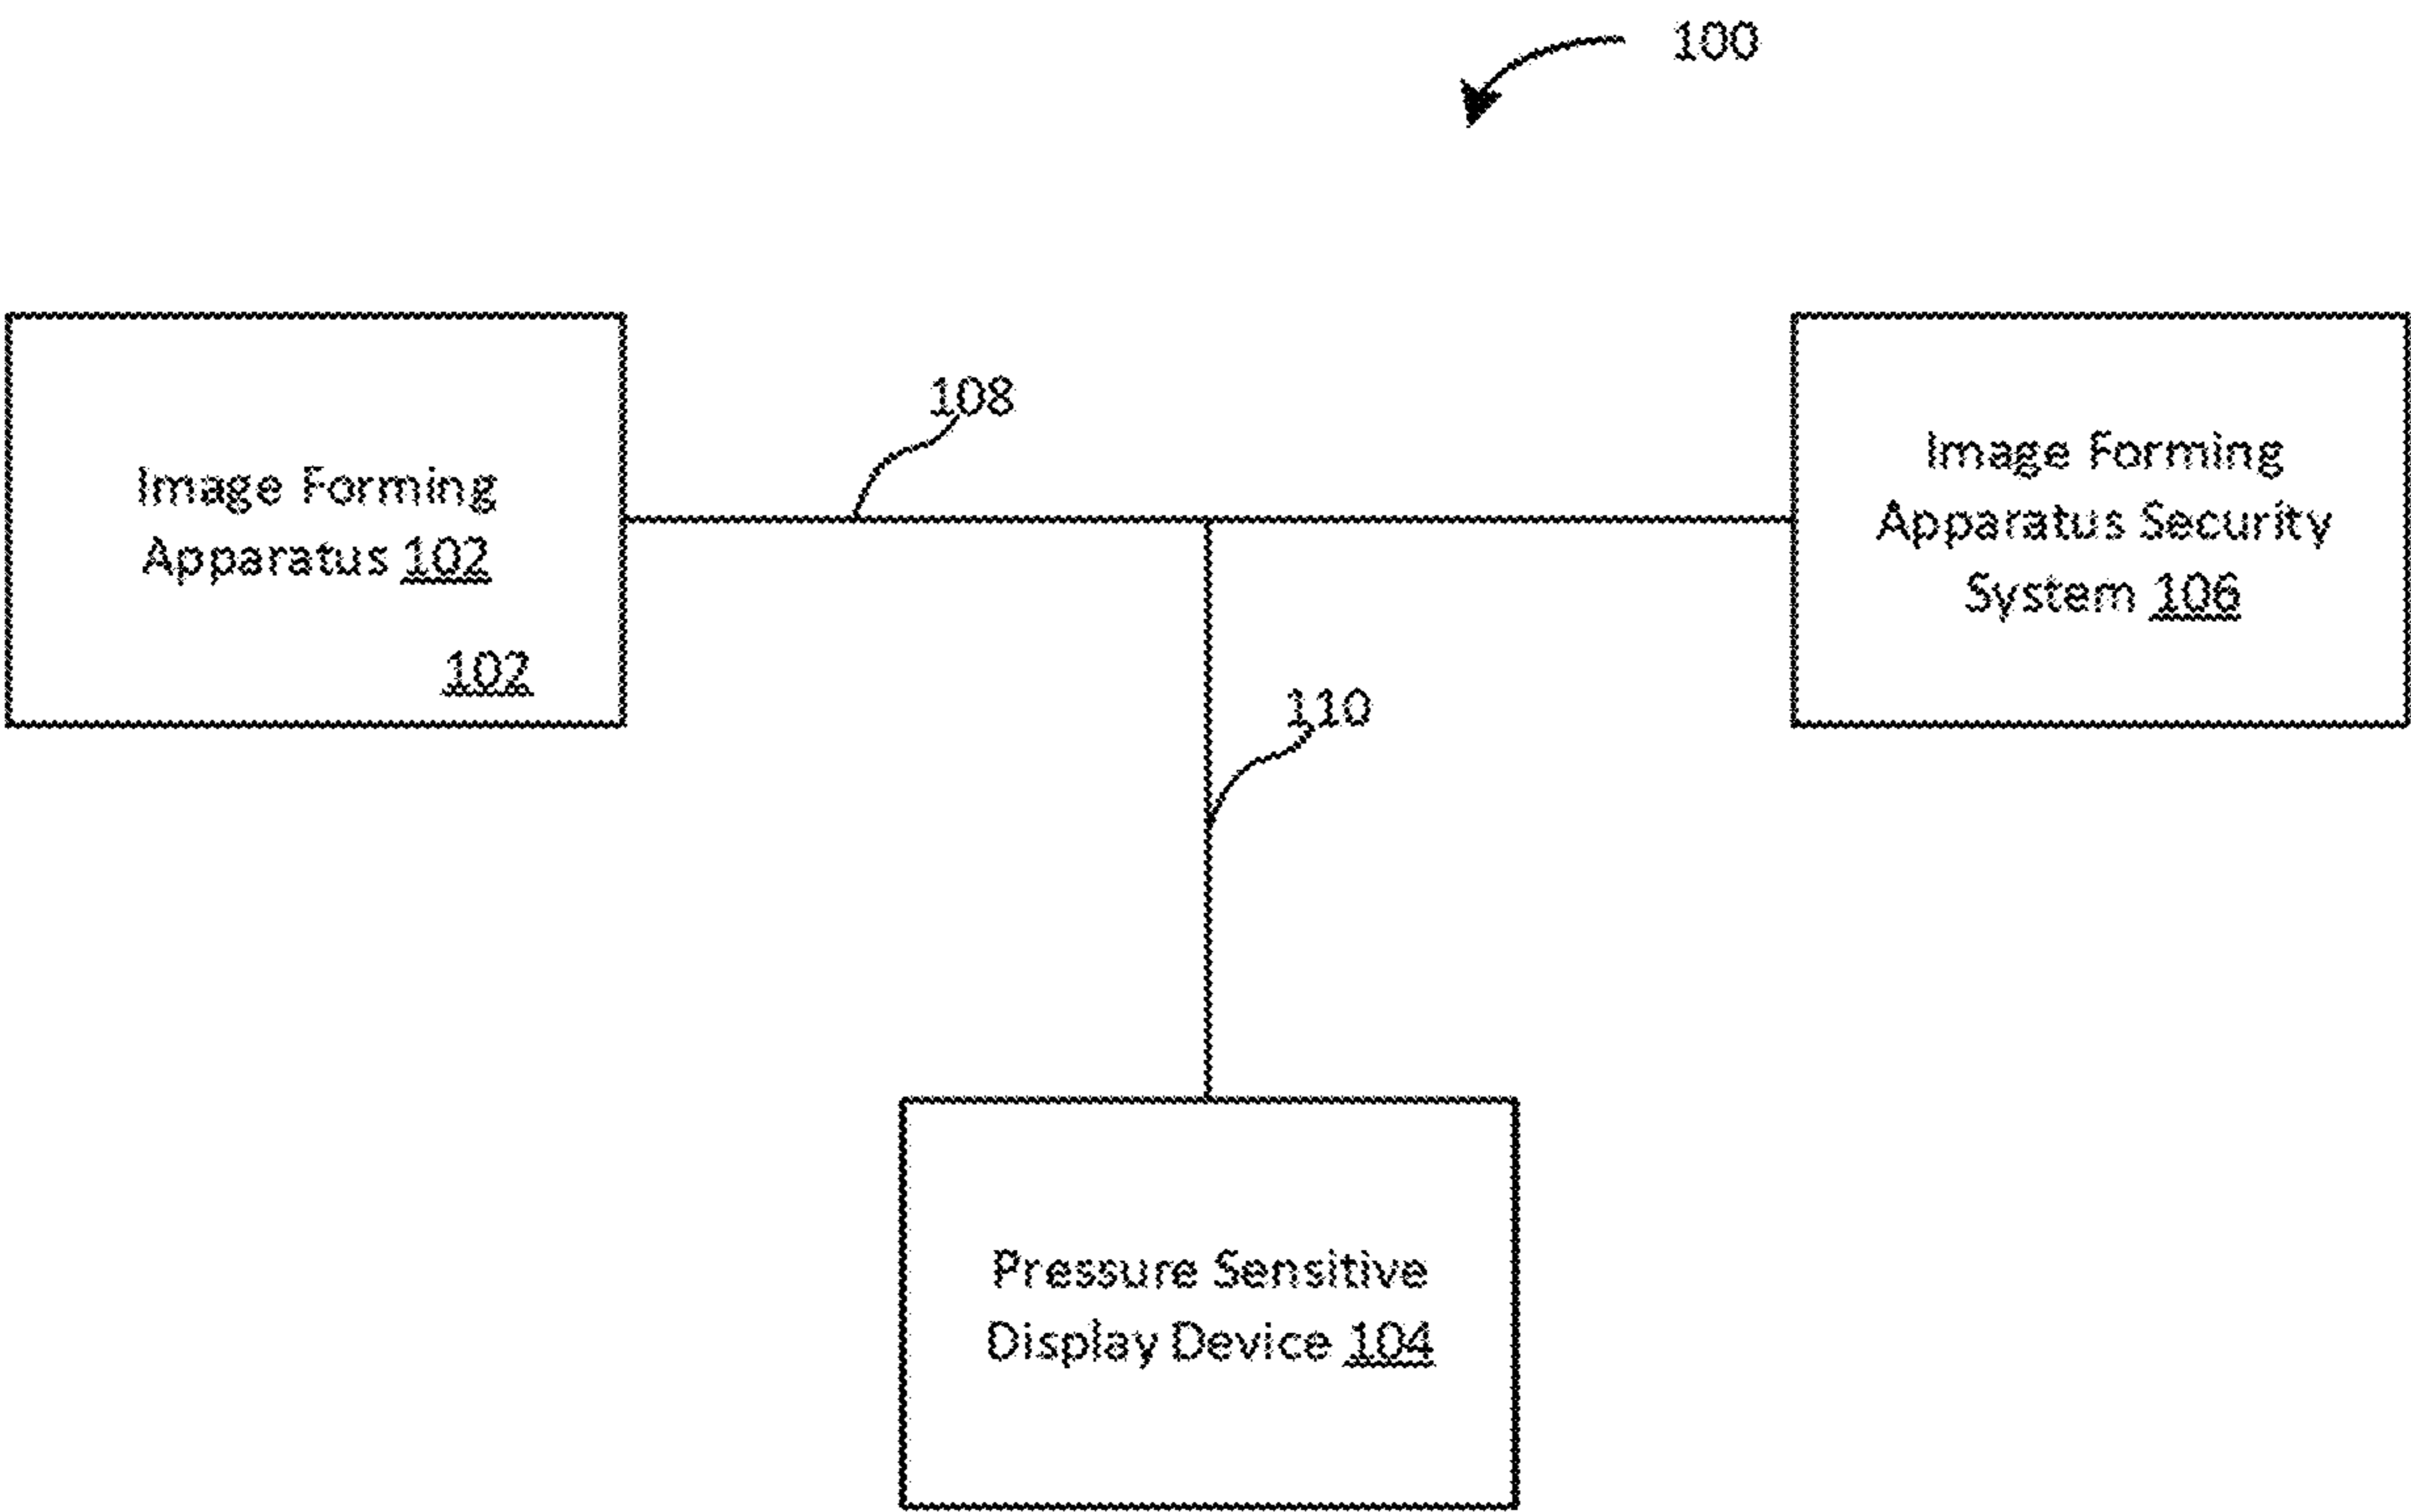 100
108
Image Forming
Apparatus 102
102
Image Forming
Apparatus Security
System 106
110
Pressure Sensitive
Display Device 104